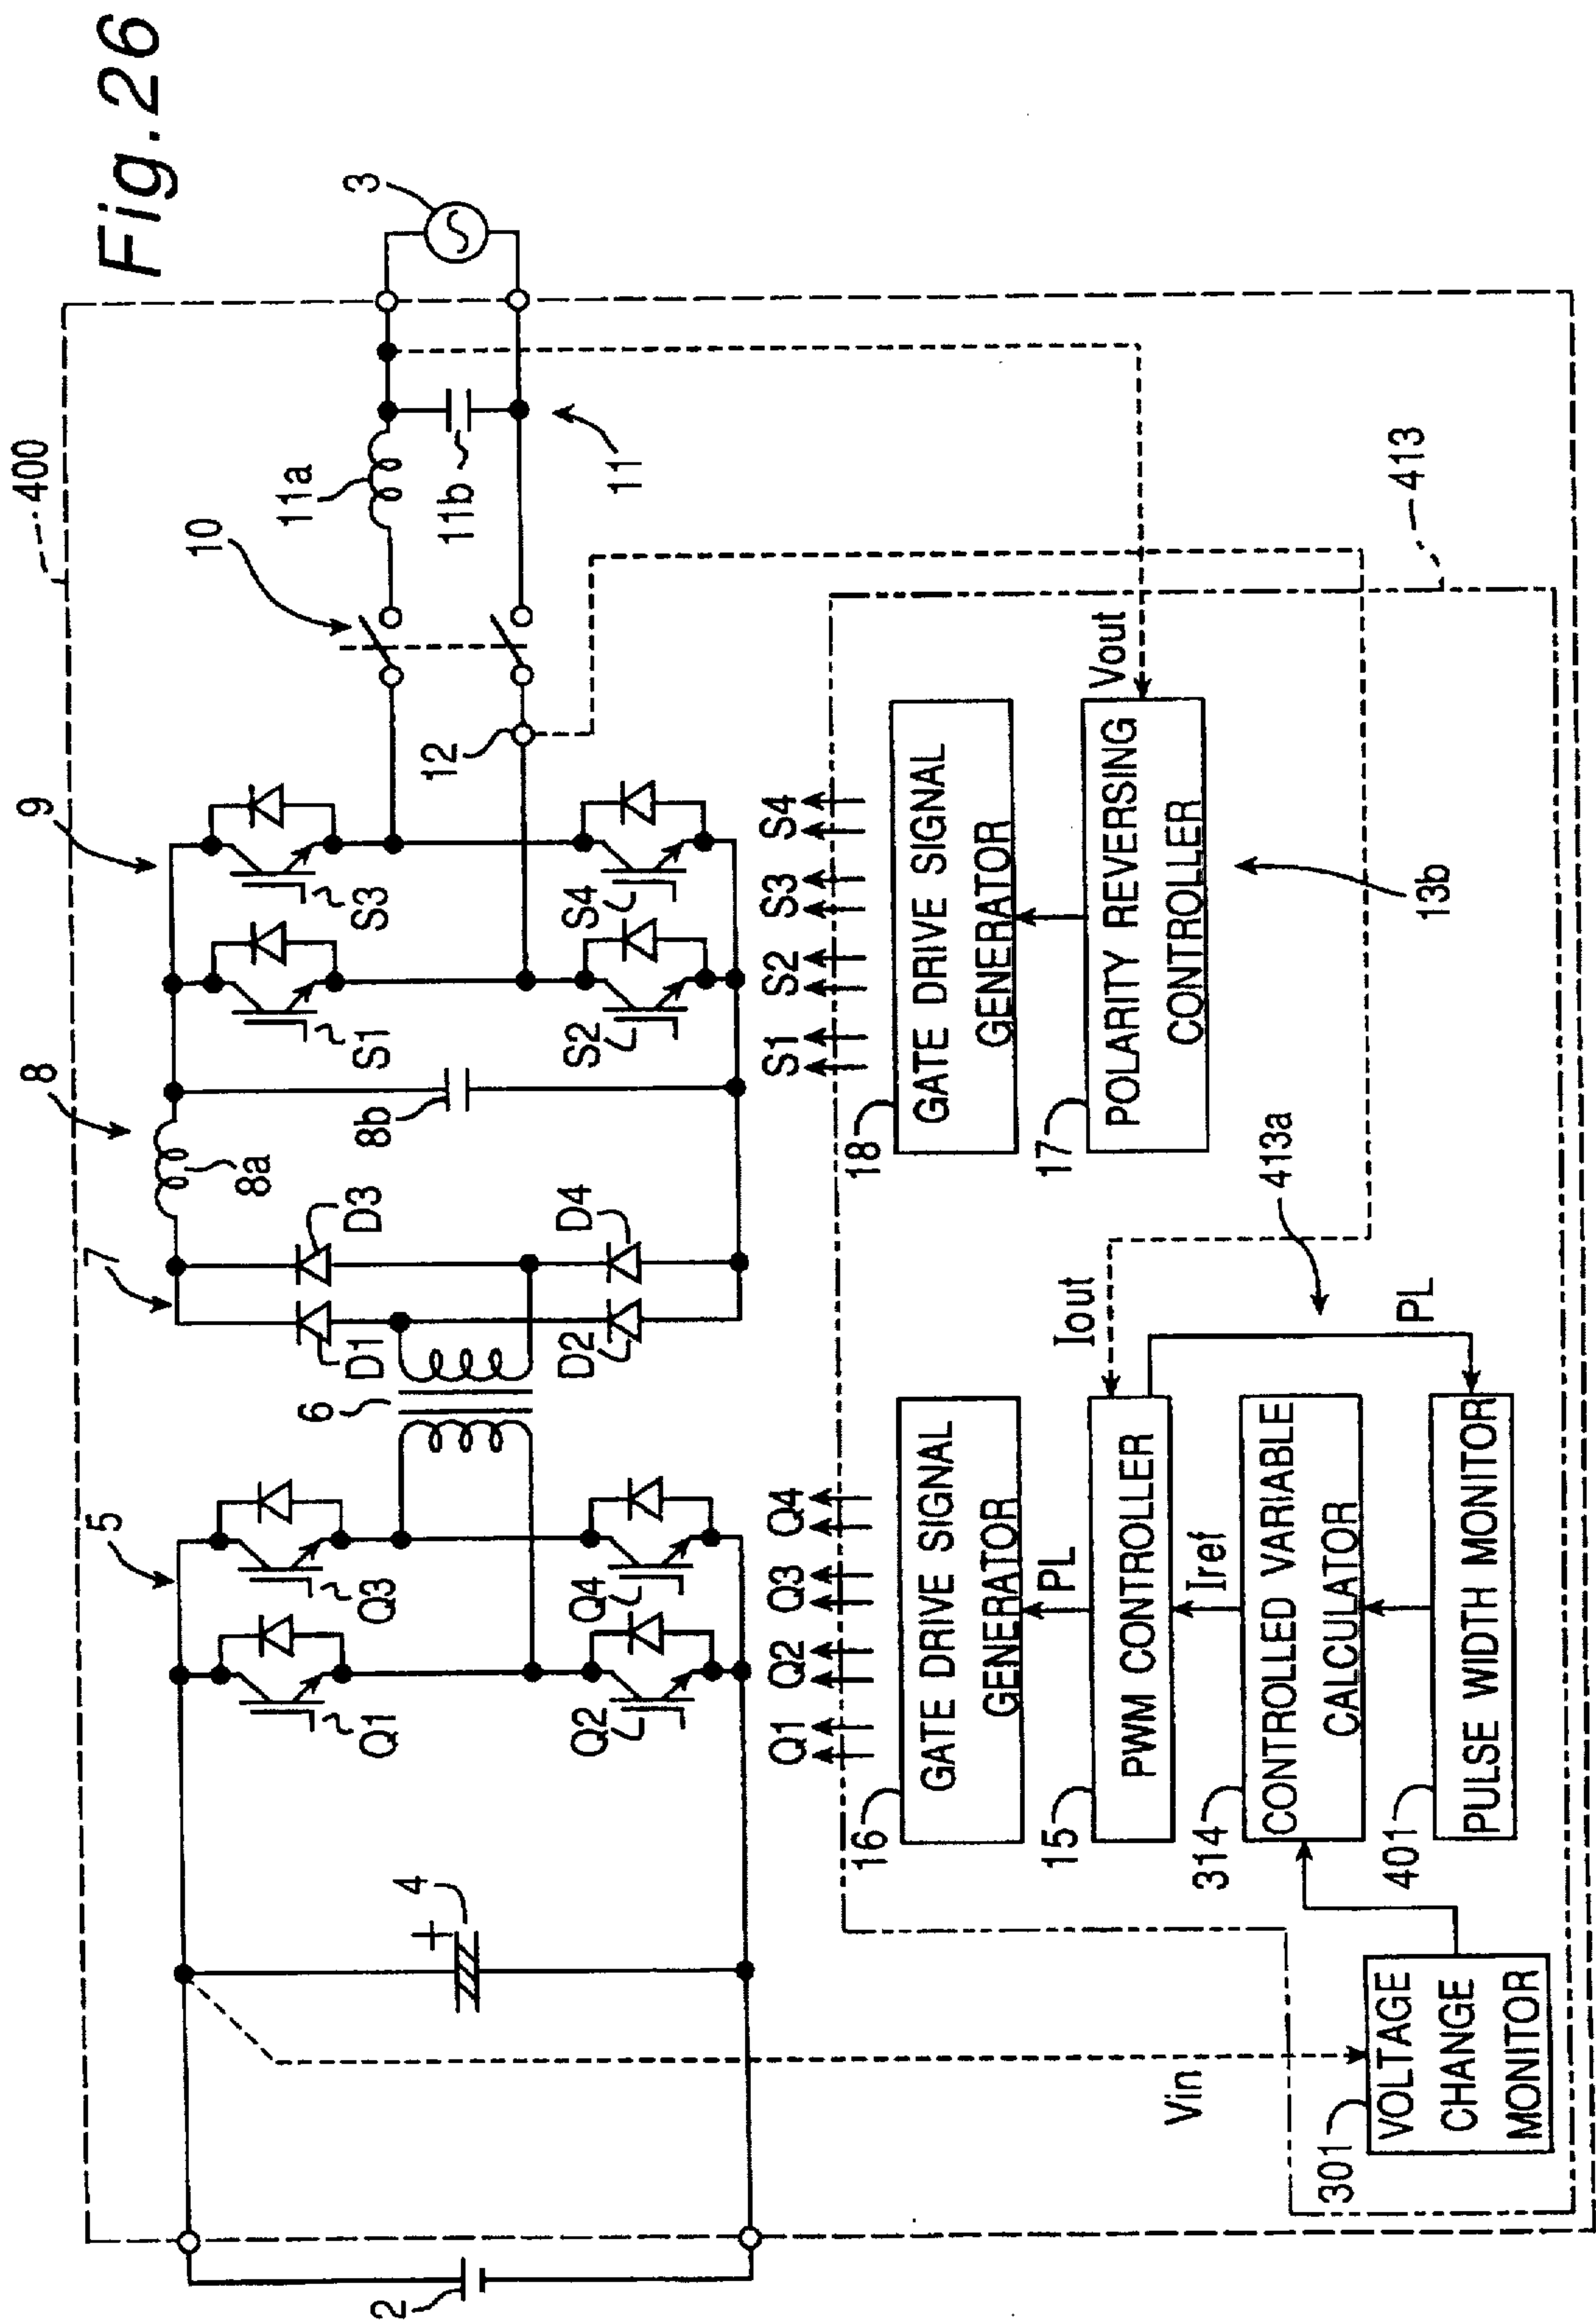 Fig.26
400
2
4
5
Q1
Q3
Q2
Q4
6
7
D1
D3
D2
D4
8
8a
8b
9
S1
S3
S2
S4
10
12
11a
11b
11
3
Vin
Q1 Q2 Q3 Q4
S1 S2 S3 S4
413
16
GATE DRIVE SIGNAL
GENERATOR
PL
Iout
15
PWM CONTROLLER
Iref
413a
PL
314
CONTROLLED VARIABLE
CALCULATOR
401
PULSE WIDTH MONITOR
301
VOLTAGE
CHANGE
MONITOR
18
GATE DRIVE SIGNAL
GENERATOR
Vout
17
POLARITY REVERSING
CONTROLLER
13b